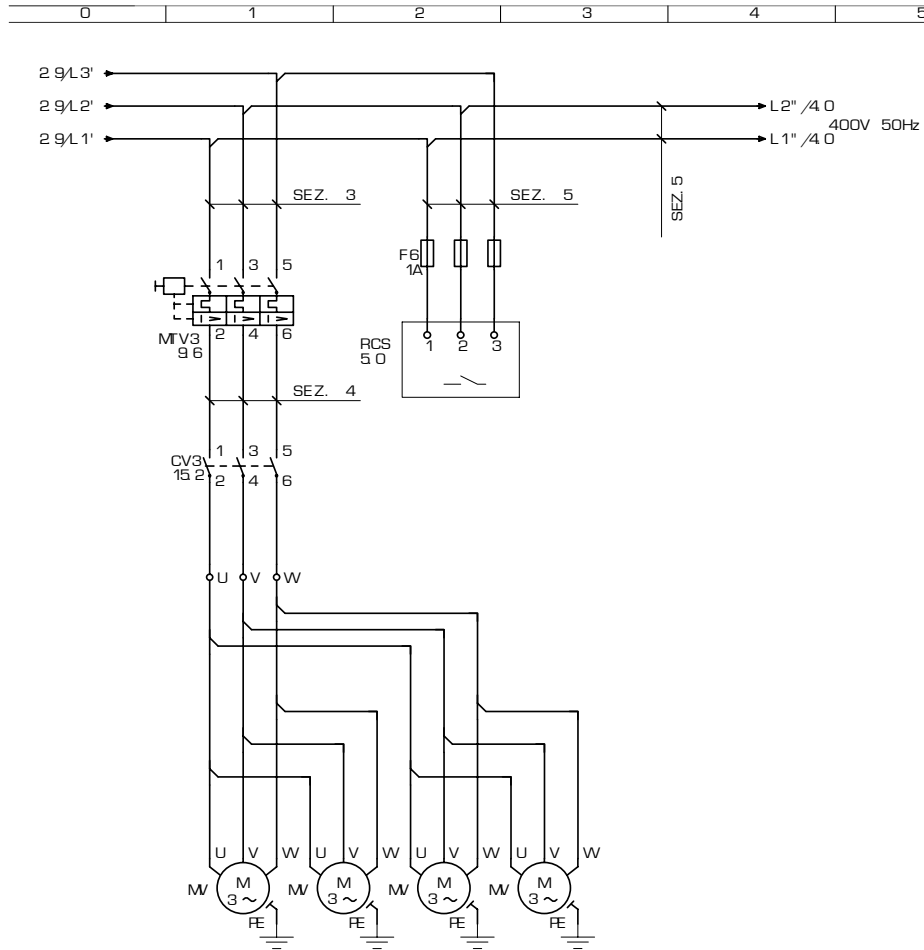 0 1 2 3 4 5
2.9/L3'
2.9/L2' L2"/4.0
400V 50Hz
2.9/L1' L1"/4.0
SEZ. 5
SEZ. 3 SEZ. 5
F6
1A
1 3 5
MTV3
9.6
2 4 6
RCS
5.0
1 2 3
SEZ. 4
CV3
15.2
1 3 5
2 4 6
U V W
U V W U V W U V W U V W
MV M 3~ MV M 3~ MV M 3~ MV M 3~
PE PE PE PE